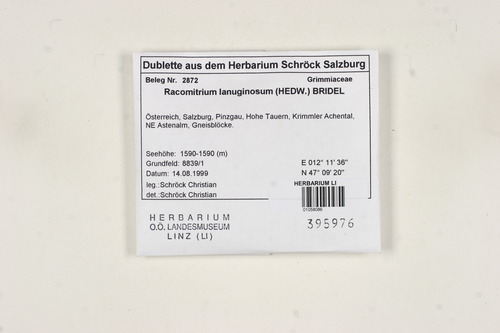 Dublette aus dem Herbarium Schröck Salzburg
Beleg Nr. 2872 Grimmiaceae
Racomitrium lanuginosum (HEDW.) BRIDEL
Österreich, Salzburg, Pinzgau, Hohe Tauern, Krimmler Achental,
NE Astenalm, Gneisblöcke.
Seehöhe: 1590-1590 (m)
Grundfeld: 8839/1 E 012° 11' 36"
Datum: 14.08.1999 N 47° 09' 20"
leg.:Schröck Christian HERBARIUM LI
det.:Schröck Christian
01058086
HERBARIUM
O.Ö. LANDESMUSEUM
LINZ (LI)
395976